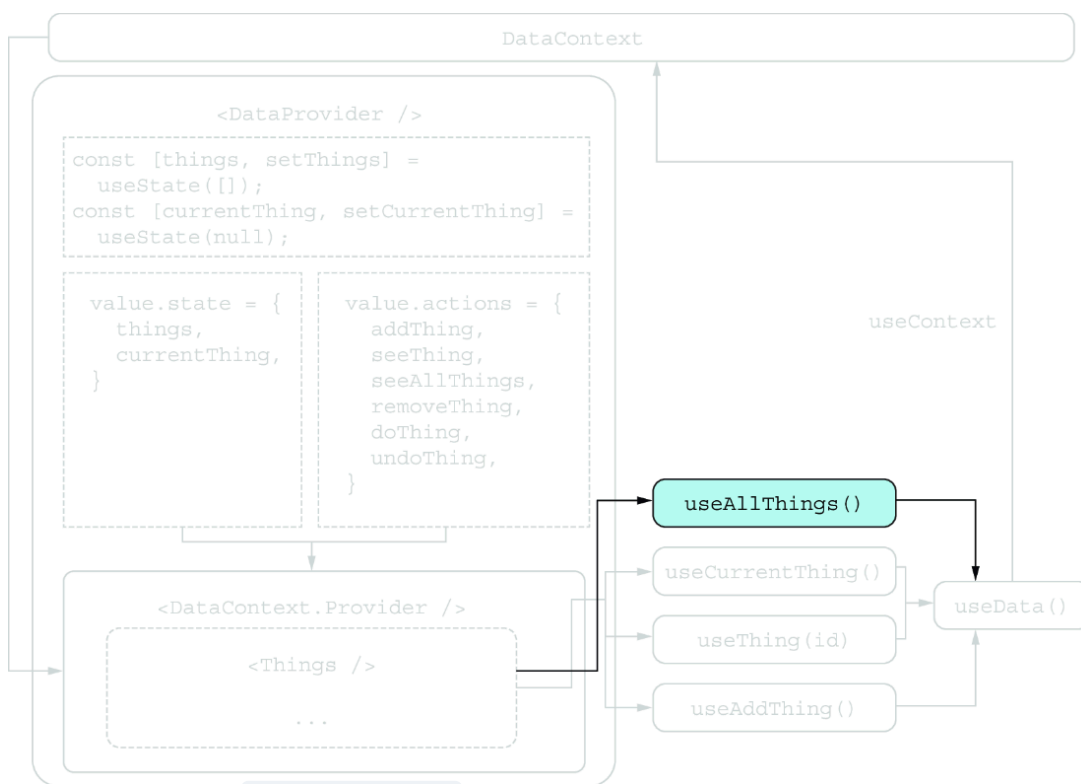 DataContext
<DataProvider />
const [things, setThings] =
useState([]);
const [currentThing, setCurrentThing] =
useState(null);
value.state = {
things,
currentThing,
}
value.actions = {
addThing,
seeThing,
seeAllThings,
removeThing,
doThing,
undoThing,
}
useContext
useAllThings()
useCurrentThing()
useThing(id)
useAddThing()
useData()
<DataContext.Provider />
<Things />
...